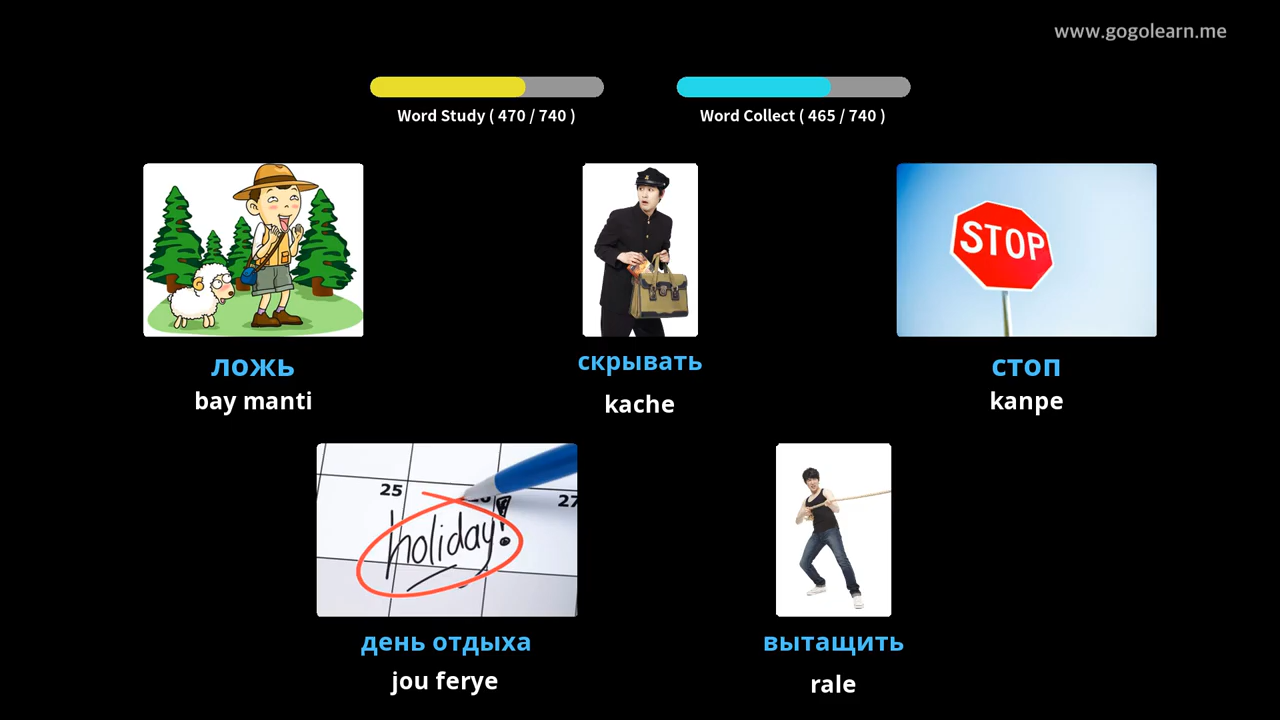 www.gogolearn.me
Word Study ( 470 / 740 )
Word Collect ( 465 / 740 )
STOP
ложь
bay manti
скрывать
kache
стоп
kanpe
25
27
holiday!
день отдыха
jou ferye
вытащить
rale